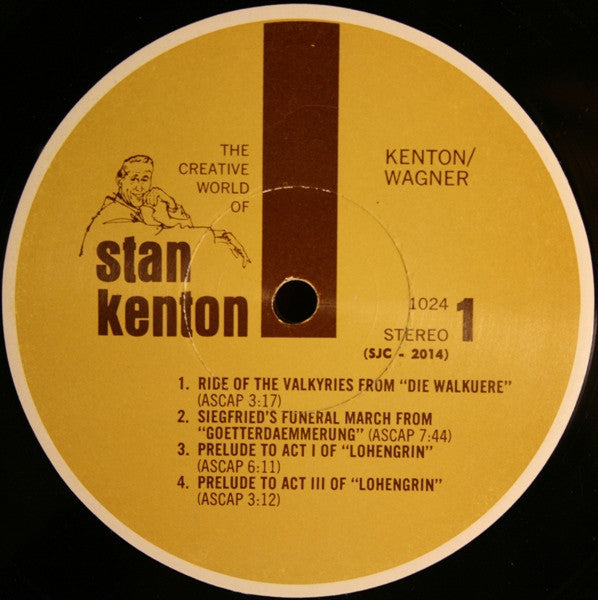 THE
CREATIVE
WORLD
OF
stan
kenton
KENTON/
WAGNER
1024 1
STEREO
(SJC - 2014)
1. RIDE OF THE VALKYRIES FROM "DIE WALKUERE"
(ASCAP 3:17)
2. SIEGFRIED'S FUNERAL MARCH FROM
"GOETTERDAEMMERUNG" (ASCAP 7:44)
3. PRELUDE TO ACT I OF "LOHENGRIN"
(ASCAP 6:11)
4. PRELUDE TO ACT III OF "LOHENGRIN"
(ASCAP 3:12)